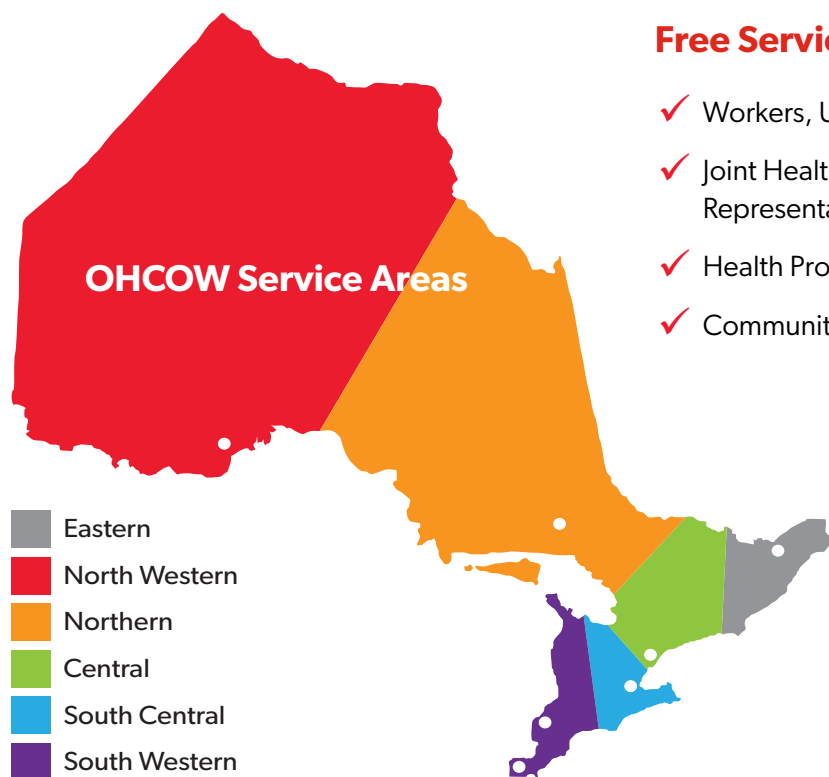 Free Servic
Workers, U
Joint Healt
Representa
Health Pro
Communit
OHCOW Service Areas
Eastern
North Western
Northern
Central
South Central
South Western